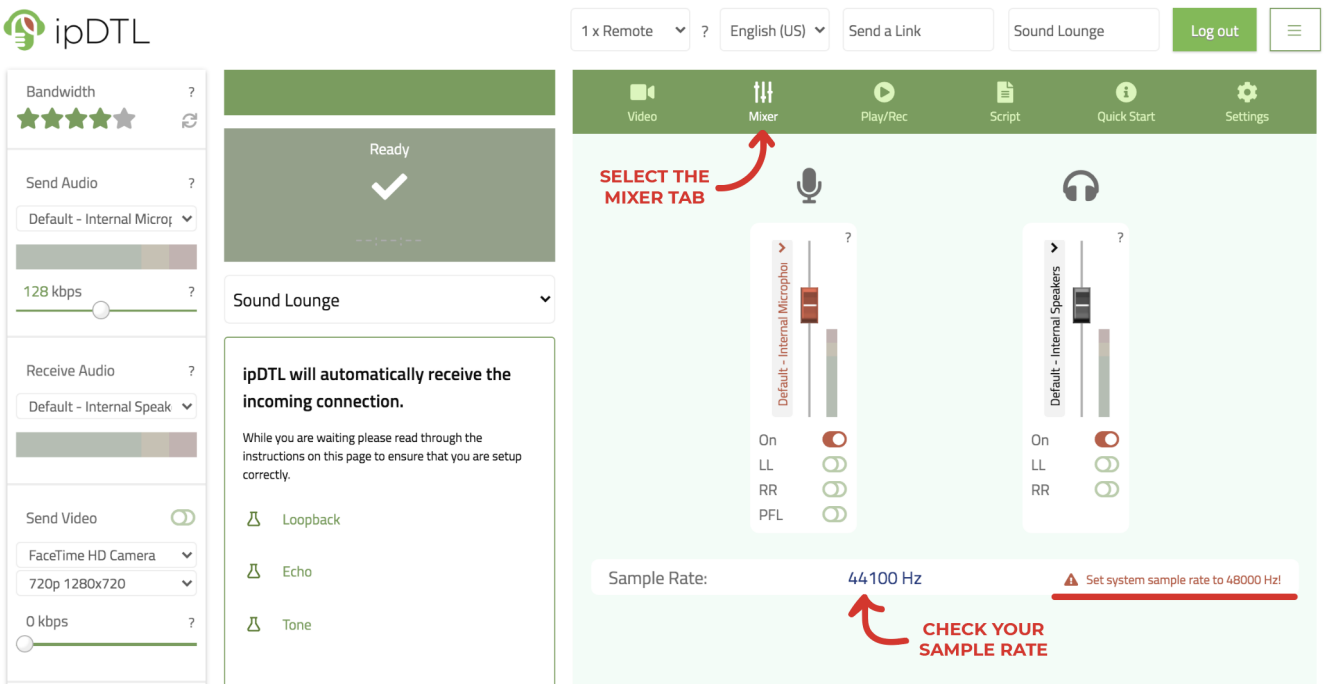 ipDTL
1 x Remote
?
English (US)
Send a Link
Sound Lounge
Log out
Bandwidth ?
Send Audio ?
Default - Internal Microp
128 kbps ?
Receive Audio ?
Default - Internal Speak
Send Video
FaceTime HD Camera
720p 1280x720
0 kbps ?
Ready
--:--:--
Sound Lounge
ipDTL will automatically receive the
incoming connection.
While you are waiting please read through the
instructions on this page to ensure that you are setup
correctly.
Loopback
Echo
Tone
Video
Mixer
Play/Rec
Script
Quick Start
Settings
SELECT THE
MIXER TAB
?
Default - Internal Microphoi
On
LL
RR
PFL
?
Default - Internal Speakers
On
LL
RR
Sample Rate: 44100 Hz Set system sample rate to 48000 Hz!
CHECK YOUR
SAMPLE RATE